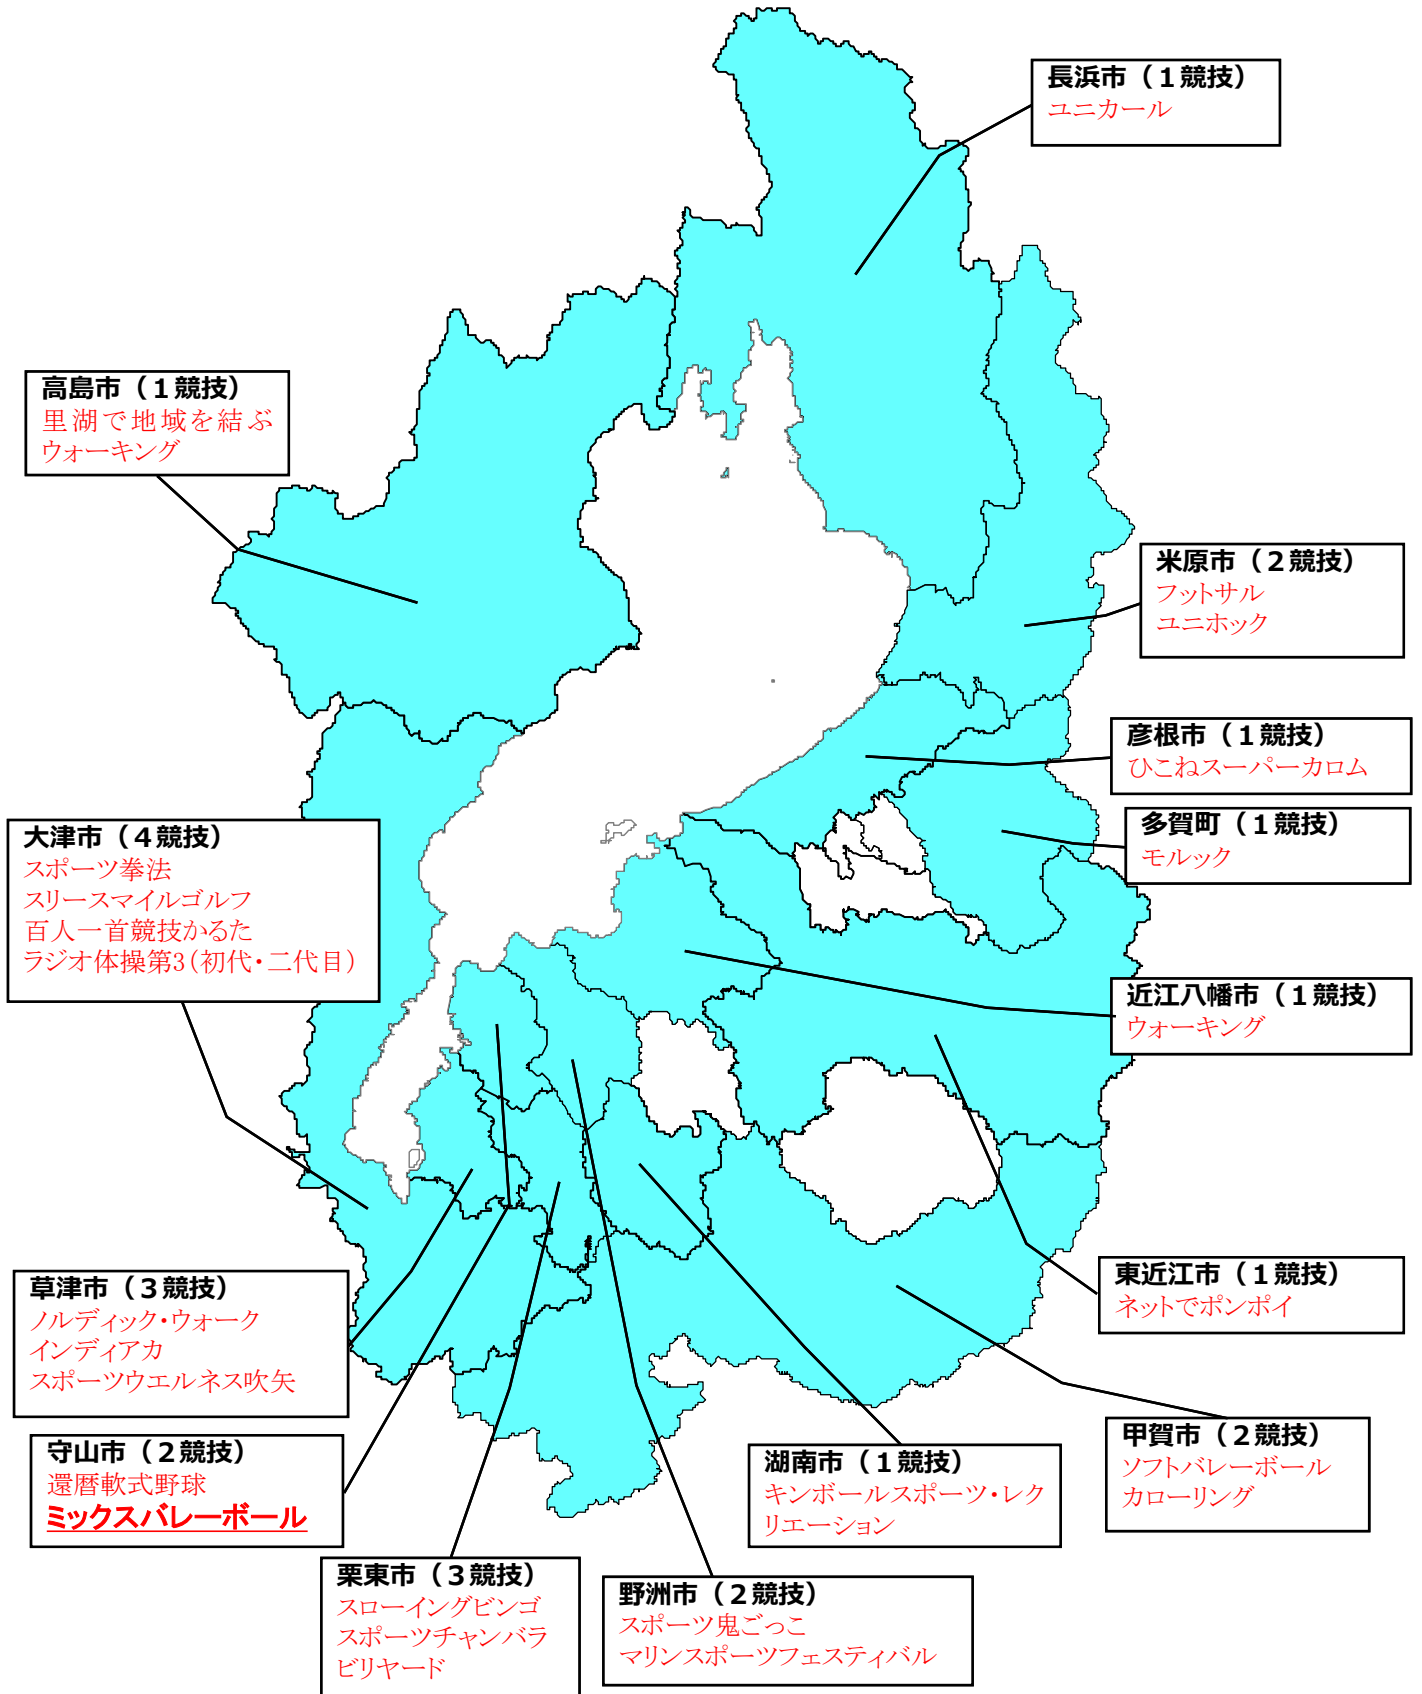 長浜市（１競技）
ユニカール
高島市（１競技）
里湖で地域を結ぶ
ウォーキング
米原市（２競技）
フットサル
ユニホック
彦根市（１競技）
ひこねスーパーカロム
多賀町（１競技）
モルック
大津市（４競技）
スポーツ拳法
スリースマイルゴルフ
百人一首競技かるた
ラジオ体操第3（初代・二代目）
近江八幡市（１競技）
ウォーキング
東近江市（１競技）
ネットでポンポイ
草津市（３競技）
ノルディック・ウォーク
インディアカ
スポーツウエルネス吹矢
甲賀市（２競技）
ソフトバレーボール
カローリング
守山市（２競技）
還暦軟式野球
ミックスバレーボール
湖南市（１競技）
キンボールスポーツ・レク
リエーション
栗東市（３競技）
スローイングビンゴ
スポーツチャンバラ
ビリヤード
野洲市（２競技）
スポーツ鬼ごっこ
マリンスポーツフェスティバル